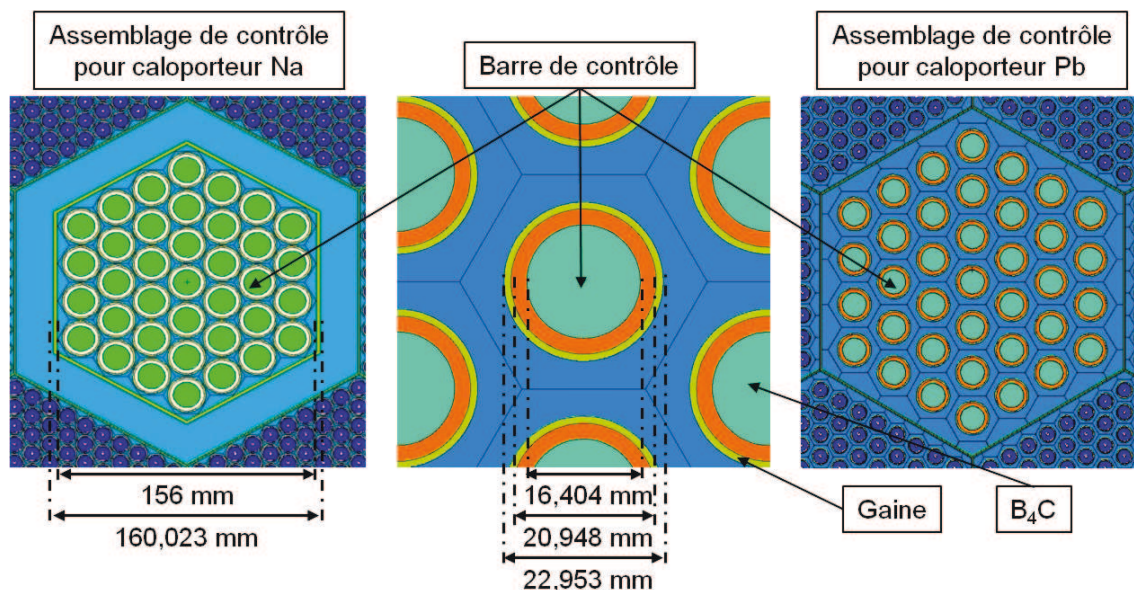 Assemblage de contrôle
pour caloporteur Na
Barre de contrôle
Assemblage de contrôle
pour caloporteur Pb
156 mm
160,023 mm
16,404 mm
20,948 mm
22,953 mm
Gaine
B₄C